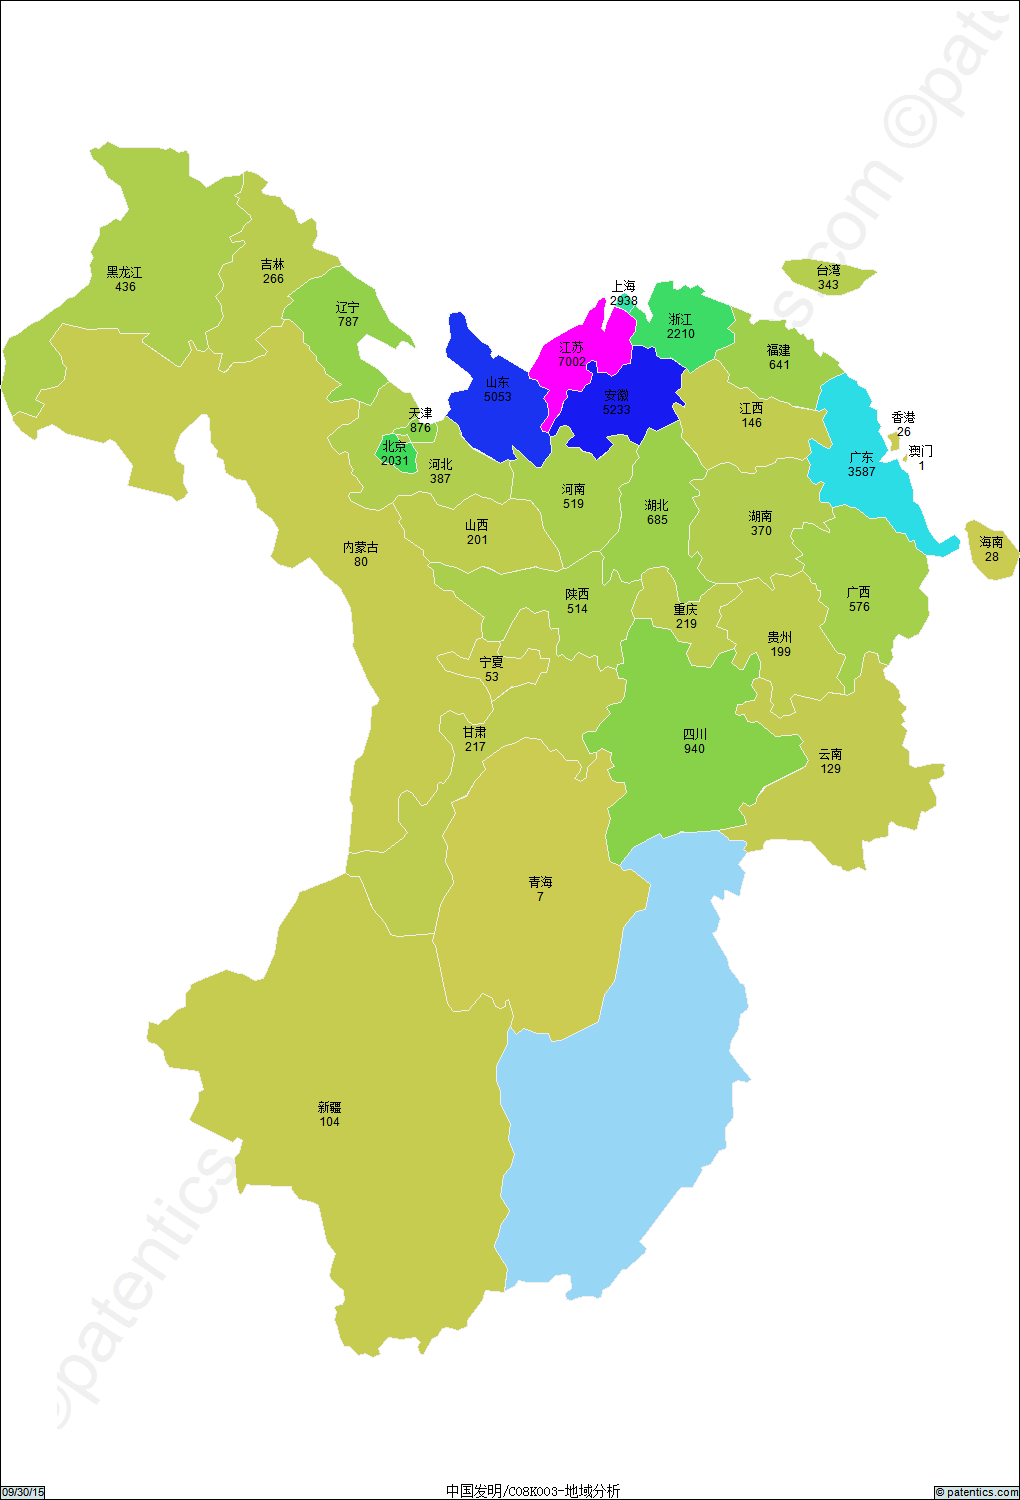 ©patentics.com ©patentics
黑龙江
436
吉林
266
辽宁
787
上海
2938
浙江
2210
台湾
343
江苏
7002
福建
641
山东
5053
安徽
5233
江西
146
天津
876
香港
26
澳门
1
北京
2031
河北
387
广东
3587
河南
519
湖北
685
湖南
370
山西
201
内蒙古
80
海南
28
陕西
514
重庆
219
广西
576
贵州
199
宁夏
53
甘肃
217
四川
940
云南
129
青海
7
新疆
104
09/30/15
中国发明/C08K003-地域分析
© patentics.com